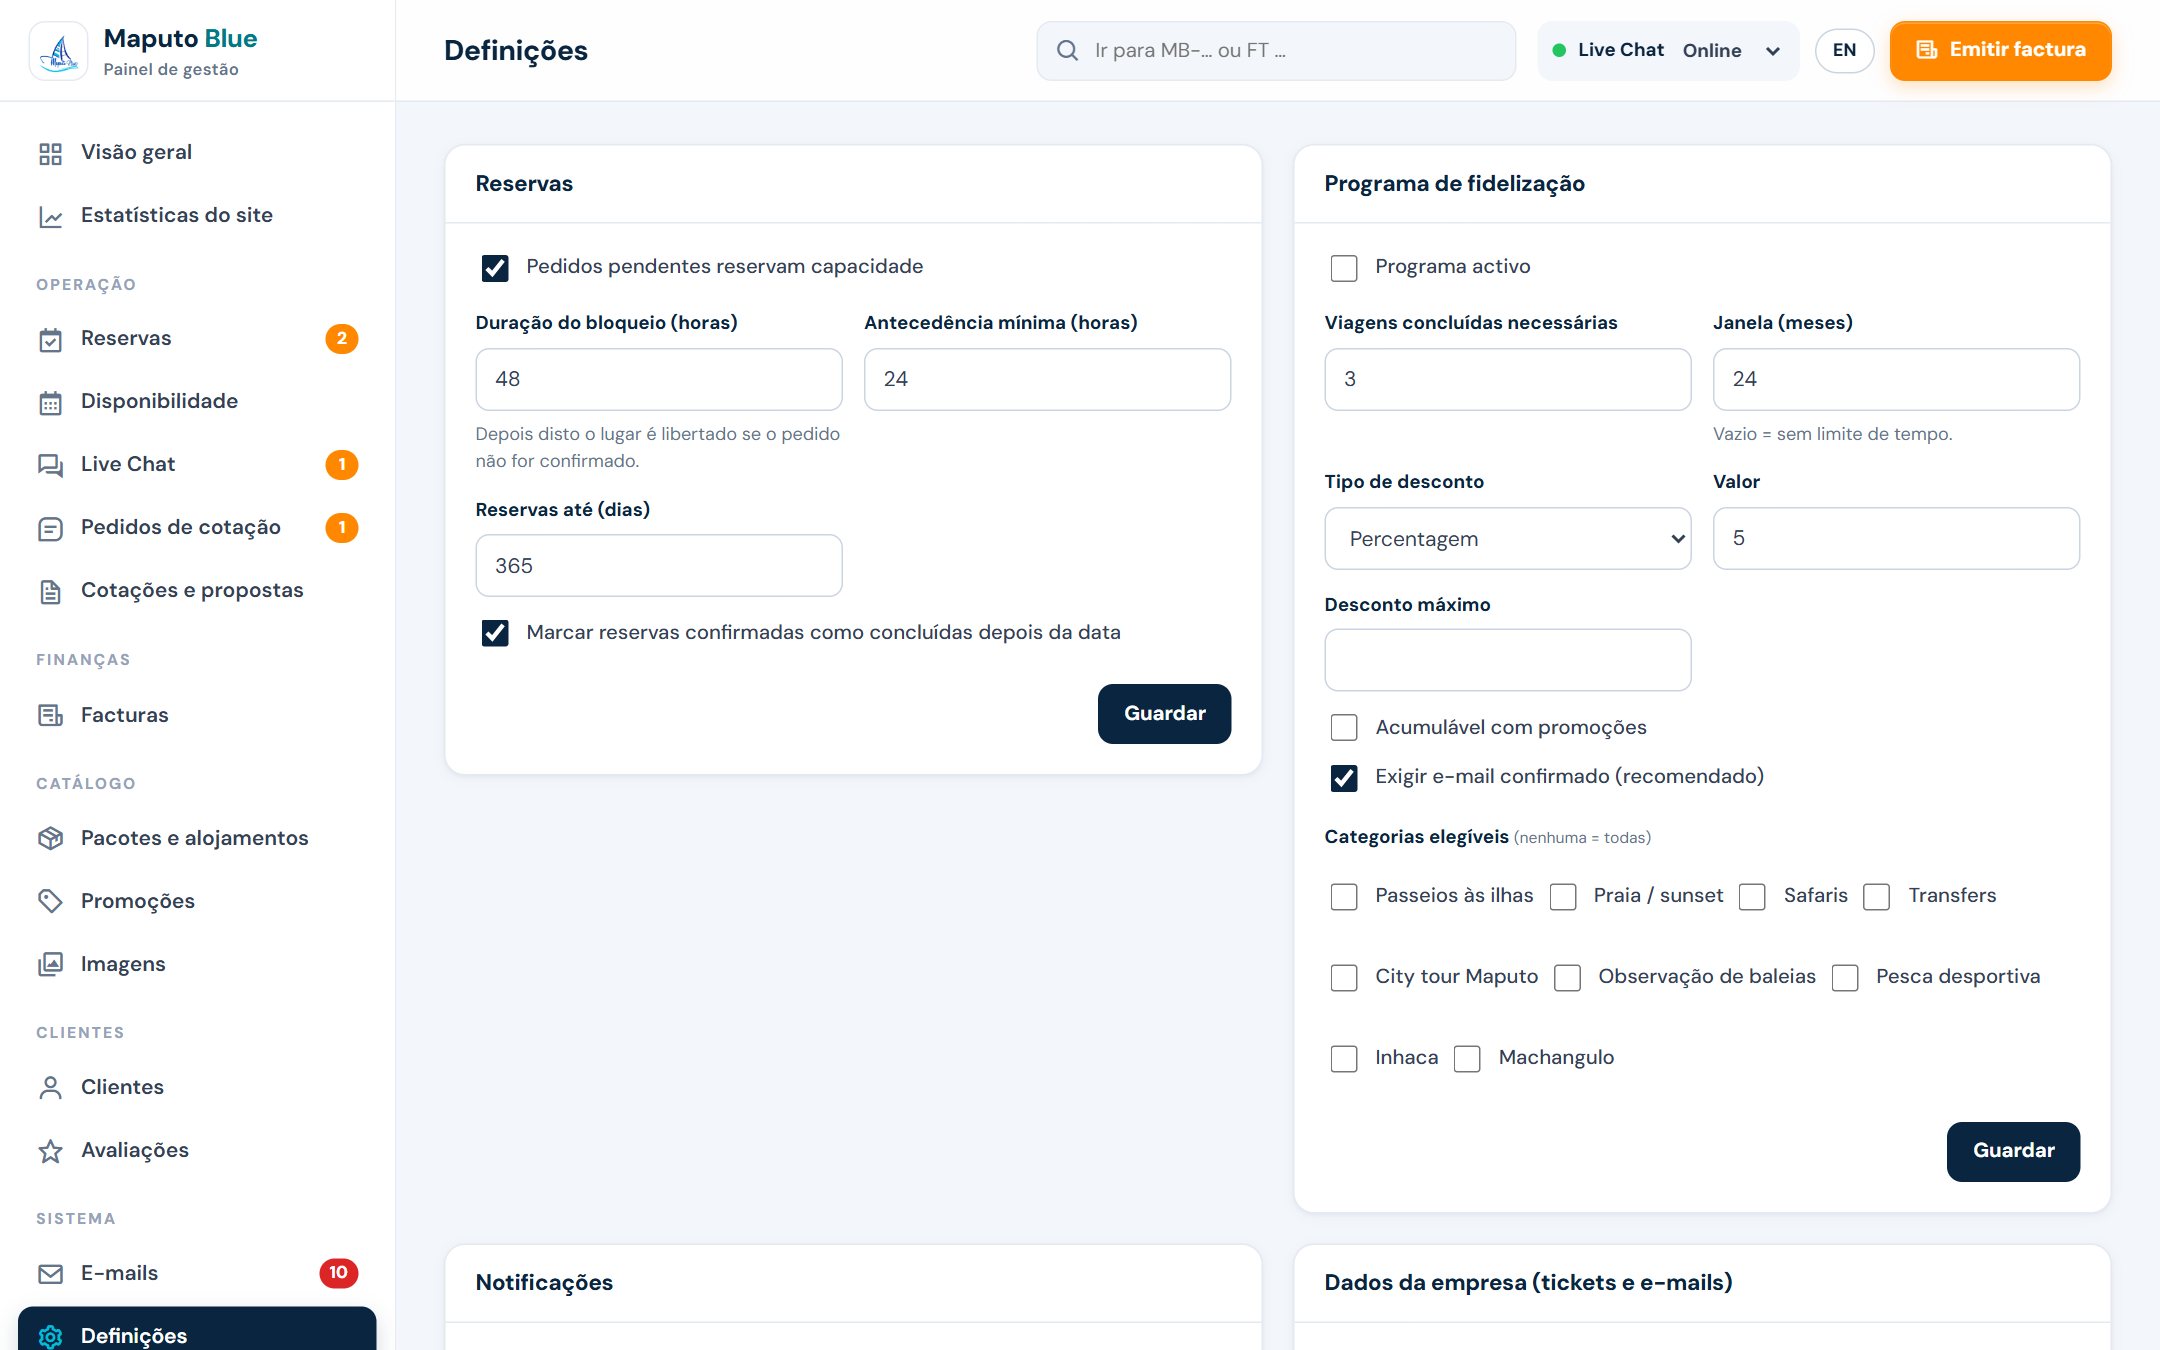 Maputo Blue
Painel de gestão
Definições
Ir para MB-... ou FT ...
Live Chat Online
EN
Emitir factura
Visão geral
Estatísticas do site
OPERAÇÃO
Reservas 2
Disponibilidade
Live Chat 1
Pedidos de cotação 1
Cotações e propostas
FINANÇAS
Facturas
CATÁLOGO
Pacotes e alojamentos
Promoções
Imagens
CLIENTES
Clientes
Avaliações
SISTEMA
E-mails 10
Definições
Reservas
Pedidos pendentes reservam capacidade
Duração do bloqueio (horas) Antecedência mínima (horas)
48 24
Depois disto o lugar é libertado se o pedido
não for confirmado.
Reservas até (dias)
365
Marcar reservas confirmadas como concluídas depois da data
Guardar
Programa de fidelização
Programa activo
Viagens concluídas necessárias Janela (meses)
3 24
Vazio = sem limite de tempo.
Tipo de desconto Valor
Percentagem 5
Desconto máximo
Acumulável com promoções
Exigir e-mail confirmado (recomendado)
Categorias elegíveis (nenhuma = todas)
Passeios às ilhas Praia / sunset Safaris Transfers
City tour Maputo Observação de baleias Pesca desportiva
Inhaca Machangulo
Guardar
Notificações
Dados da empresa (tickets e e-mails)